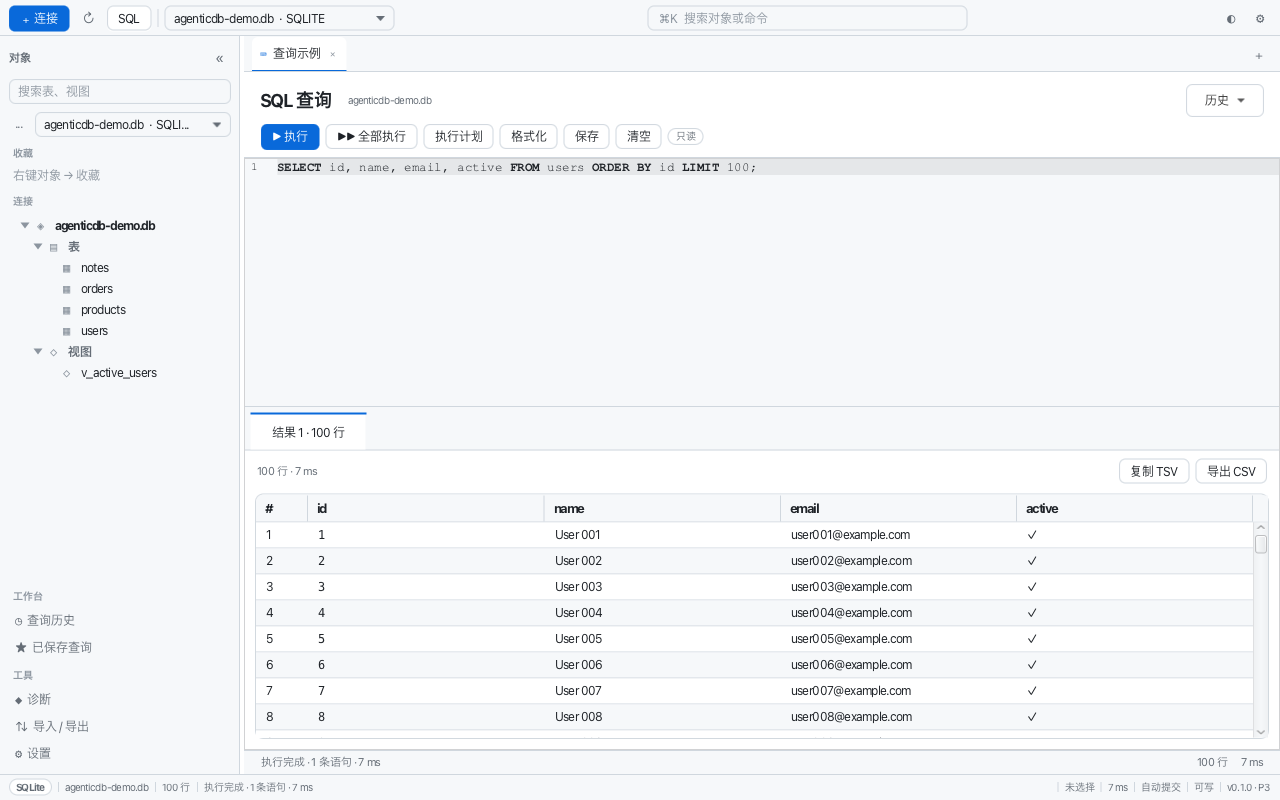 + 连接 SQL agenticdb-demo.db · SQLITE ⌘K 搜索对象或命令
对象 «
搜索表、视图
... agenticdb-demo.db · SQLI...
收藏
右键对象 → 收藏
连接
agenticdb-demo.db
表
notes
orders
products
users
视图
v_active_users
工作台
查询历史
已保存查询
工具
诊断
导入 / 导出
设置
查询示例 × +
SQL 查询 agenticdb-demo.db 历史
执行 全部执行 执行计划 格式化 保存 清空 只读
1 SELECT id, name, email, active FROM users ORDER BY id LIMIT 100;
结果 1 · 100 行
100 行 · 7 ms 复制 TSV 导出 CSV
# id name email active
1 1 User 001 user001@example.com ✓
2 2 User 002 user002@example.com ✓
3 3 User 003 user003@example.com ✓
4 4 User 004 user004@example.com ✓
5 5 User 005 user005@example.com ✓
6 6 User 006 user006@example.com ✓
7 7 User 007 user007@example.com ✓
8 8 User 008 user008@example.com ✓
执行完成 · 1 条语句 · 7 ms 100 行 7 ms
SQLite agenticdb-demo.db 100 行 执行完成 · 1 条语句 · 7 ms 未选择 7 ms 自动提交 可写 v0.1.0 · P3